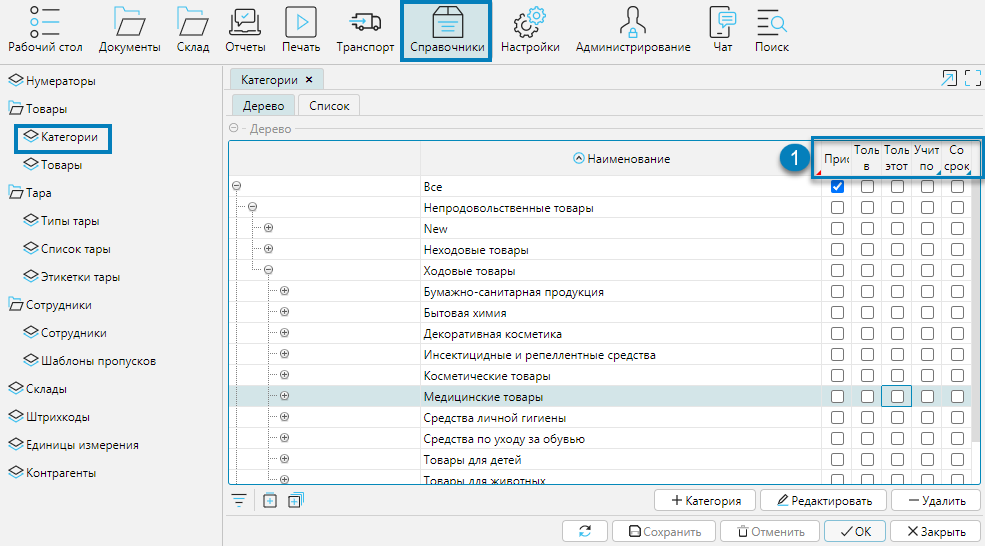 Рабочий стол Документы Склад Отчеты Печать Транспорт Справочники Настройки Администрирование Чат Поиск
Нумераторы
Товары
Категории
Товары
Тара
Типы тары
Список тары
Этикетки тары
Сотрудники
Сотрудники
Шаблоны пропусков
Склады
Штрихкоды
Единицы измерения
Контрагенты
Категории ×
Дерево Список
Дерево
Наименование
1
Приc
Толь в
Толь этот
Учит по
Со срок
Все
Непродовольственные товары
New
Неходовые товары
Ходовые товары
Бумажно-санитарная продукция
Бытовая химия
Декоративная косметика
Инсектицидные и репеллентные средства
Косметические товары
Медицинские товары
Средства личной гигиены
Средства по уходу за обувью
Товары для детей
Товары для животных
+ Категория Редактировать Удалить
Сохранить Отменить ОК Закрыть